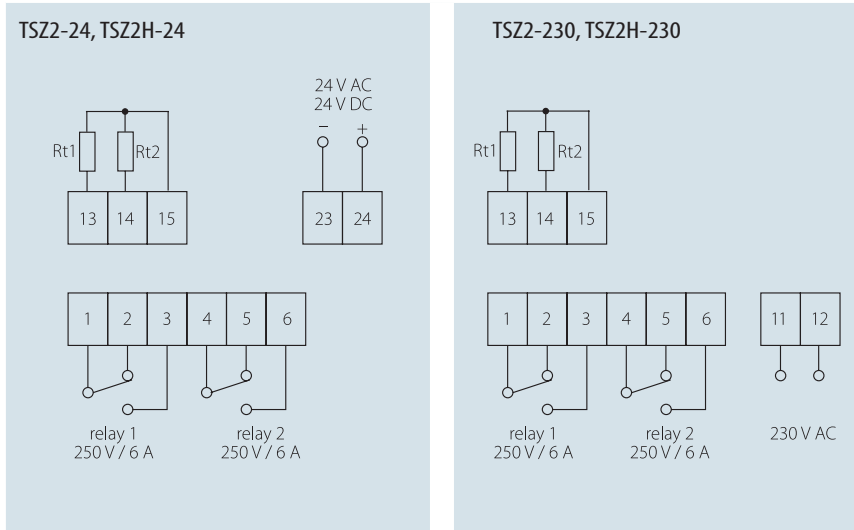 TSZ2-24, TSZ2H-24
24 V AC
24 V DC
– +
Rt1 Rt2
13 14 15
23 24
1 2 3 4 5 6
relay 1
250 V / 6 A
relay 2
250 V / 6 A
TSZ2-230, TSZ2H-230
Rt1 Rt2
13 14 15
1 2 3 4 5 6
11 12
relay 1
250 V / 6 A
relay 2
250 V / 6 A
230 V AC